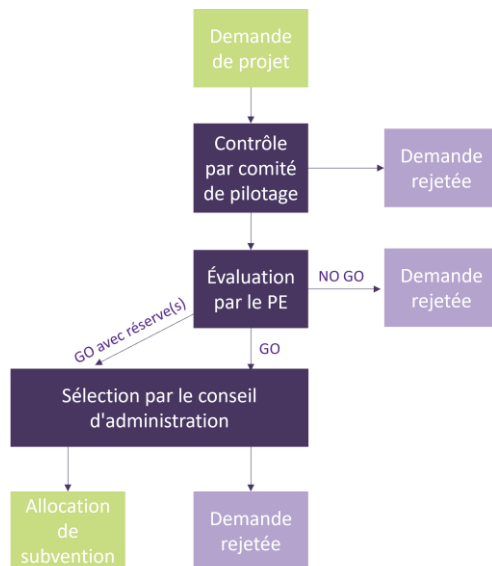 Demande
de projet
Contrôle
par comité
de pilotage
Demande
rejetée
Évaluation
par le PE
NO GO
Demande
rejetée
GO avec réserve(s)
GO
Sélection par le conseil
d'administration
Allocation
de
subvention
Demande
rejetée